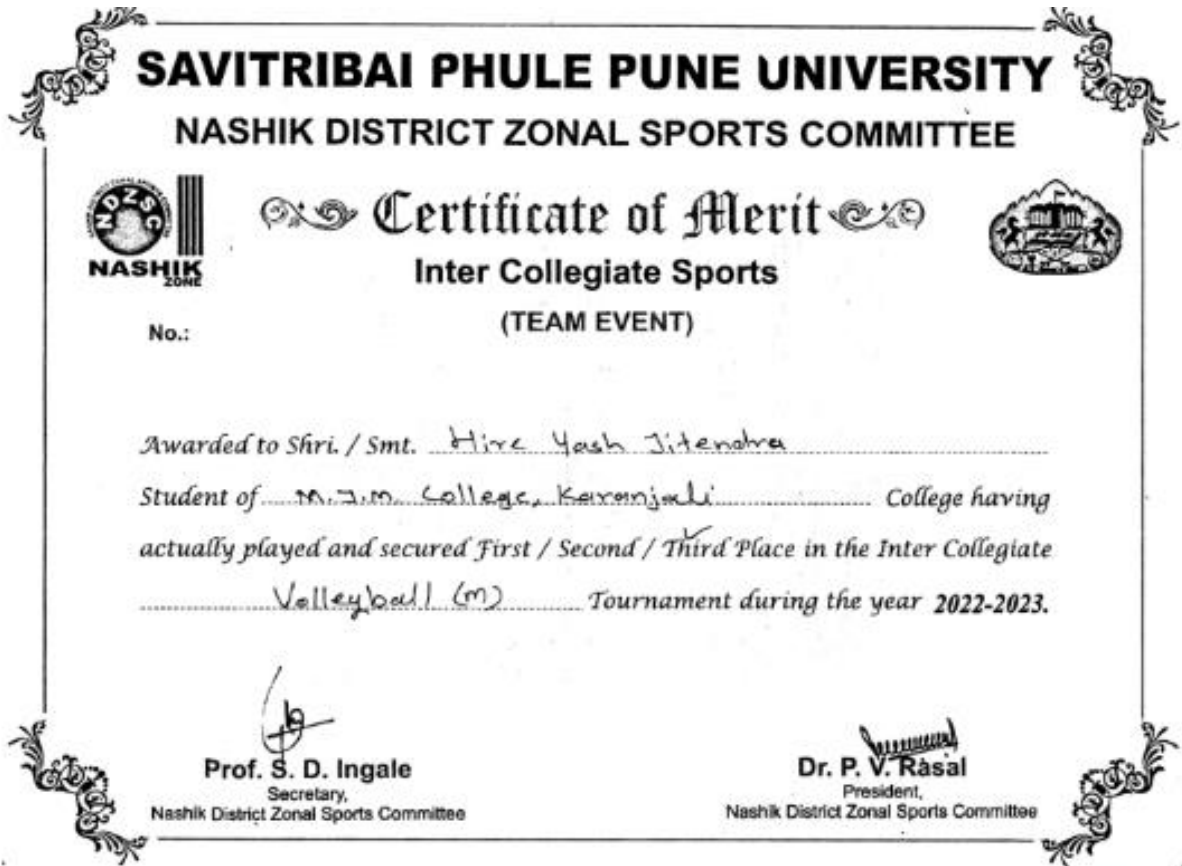 SAVITRIBAI PHULE PUNE UNIVERSITY
NASHIK DISTRICT ZONAL SPORTS COMMITTEE
NDZSC
NASHIK
ZONE
Certificate of Merit
Inter Collegiate Sports
(TEAM EVENT)
No.:
Awarded to Shri. / Smt. Hire Yash Jitendra
Student of M.J.M. College, Karanjali College having
actually played and secured First / Second / Third Place in the Inter Collegiate
Volleyball (M) Tournament during the year 2022-2023.
Prof. S. D. Ingale
Secretary,
Nashik District Zonal Sports Committee
Dr. P. V. Rasal
President,
Nashik District Zonal Sports Committee